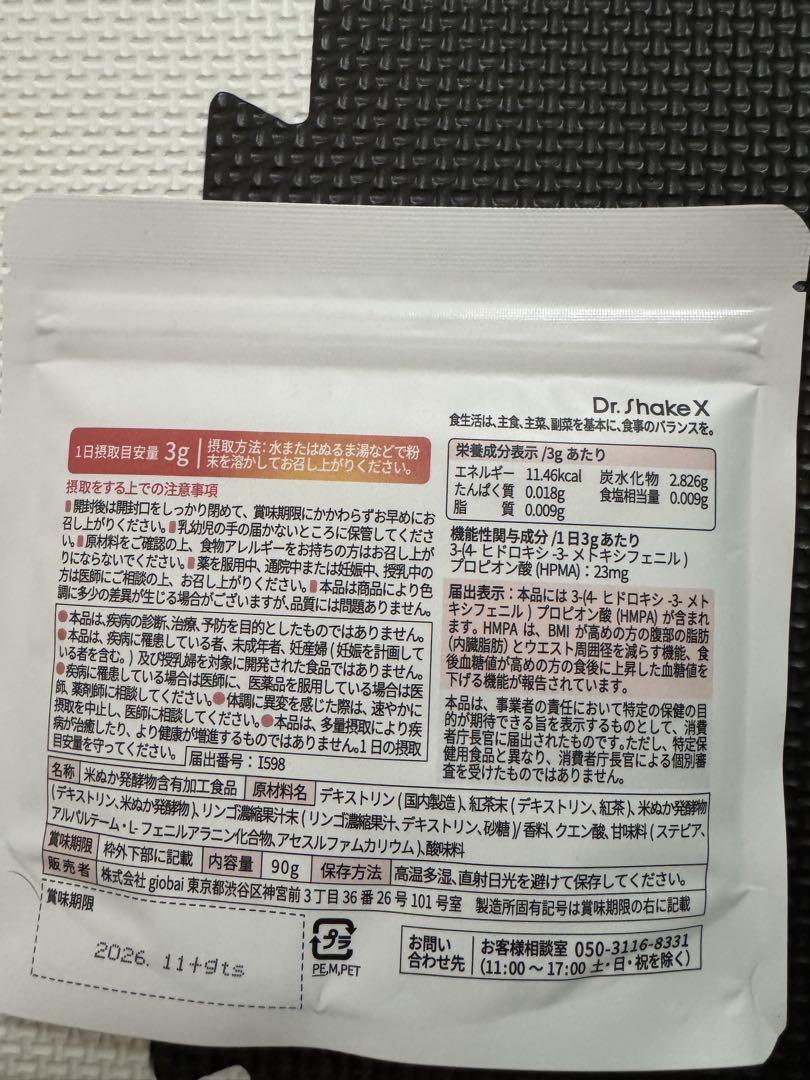 Dr. Shake X
食生活は、主食、主菜、副菜を基本に、食事のバランスを。
1日摂取目安量 3g
摂取方法:水またはぬるま湯などで粉
末を溶かしてお召し上がりください。
摂取をする上での注意事項
開封後は開封口をしっかり閉めて、賞味期限にかかわらずお早めにお
召し上がりください。 乳幼児の手の届かないところに保管してくださ
い。 原材料をご確認の上、食物アレルギーをお持ちの方はお召し上が
りにならないでください。 薬を服用中、通院中または妊娠中、授乳中の
方は医師にご相談の上、お召し上がりください。 本品は商品により色
調に多少の差異が生じる場合がございますが、品質には問題ありません。
●本品は、疾病の診断、治療、予防を目的としたものではありません。
●本品は、疾病に罹患している者、未成年者、妊産婦(妊娠を計画して
いる者を含む。)及び授乳婦を対象に開発された食品ではありません。
●疾病に罹患している場合は医師に、医薬品を服用している場合は医
師、薬剤師に相談してください。●体調に異変を感じた際は、速やかに
摂取を中止し、医師に相談してください。●本品は、多量摂取により疾
病が治癒したり、より健康が増進するものではありません。1日の摂取
目安量を守ってください。
届出番号:I598
栄養成分表示 /3g あたり
エネルギー 11.46kcal 炭水化物 2.826g
たんぱく質 0.018g 食塩相当量 0.009g
脂質 0.009g
機能性関与成分 /1日3gあたり
3-(4- ヒドロキシ -3- メトキシフェニル)
プロピオン酸 (HPMA):23mg
届出表示:本品には 3-(4- ヒドロキシ -3- メト
キシフェニル) プロピオン酸 (HMPA) が含まれ
ます。HMPA は、BMI が高めの方の腹部の脂肪
(内臓脂肪)とウエスト周囲径を減らす機能、食
後血糖値が高めの方の食後に上昇した血糖値を
下げる機能が報告されています。
本品は、事業者の責任において特定の保健の目
的が期待できる旨を表示するものとして、消費
者庁長官に届出されたものです。ただし、特定保
健用食品と異なり、消費者庁長官による個別審
査を受けたものではありません。
名称 米ぬか発酵物含有加工食品 原材料名 デキストリン(国内製造)、紅茶末(デキストリン、紅茶)、米ぬか発酵物
(デキストリン、米ぬか発酵物)、リンゴ濃縮果汁末(リンゴ濃縮果汁、デキストリン、砂糖)/香料、クエン酸、甘味料(ステビア、
アルパルテーム・L-フェニルアラニン化合物、アセスルファムカリウム)、酸味料
賞味期限 枠外下部に記載 内容量 90g 保存方法 高温多湿、直射日光を避けて保存してください。
販売者 株式会社 giobai 東京都渋谷区神宮前3丁目36番26号101号室 製造所固有記号は賞味期限の右に記載
賞味期限
2026. 11+gts
プラ
PE,M,PET
お問い
合わせ先
お客様相談室 050-3116-8331
(11:00～17:00 土・日・祝を除く)